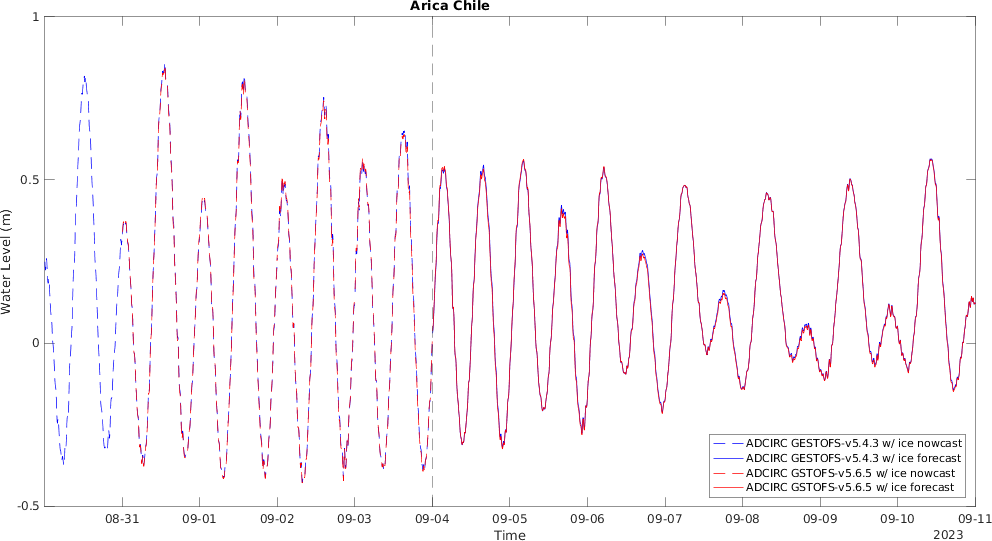 Arica Chile
1
0.5
0
-0.5
Water Level (m)
ADCIRC GESTOFS-v5.4.3 w/ ice nowcast
ADCIRC GESTOFS-v5.4.3 w/ ice forecast
ADCIRC GSTOFS-v5.6.5 w/ ice nowcast
ADCIRC GSTOFS-v5.6.5 w/ ice forecast
08-31 09-01 09-02 09-03 09-04 09-05 09-06 09-07 09-08 09-09 09-10 09-11
Time
2023